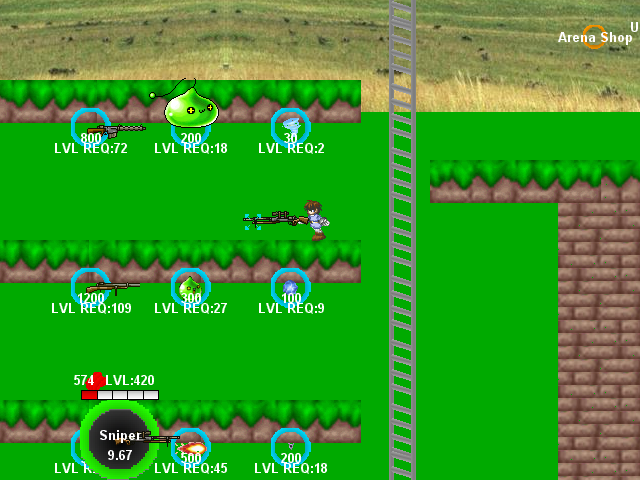 U
Arena Shop
800
200
30
LVL REQ:72
LVL REQ:18
LVL REQ:2
1200
300
100
LVL REQ:109
LVL REQ:27
LVL REQ:9
574
LVL:420
Sniper
9.67
500
200
LVL REQ:45
LVL REQ:18